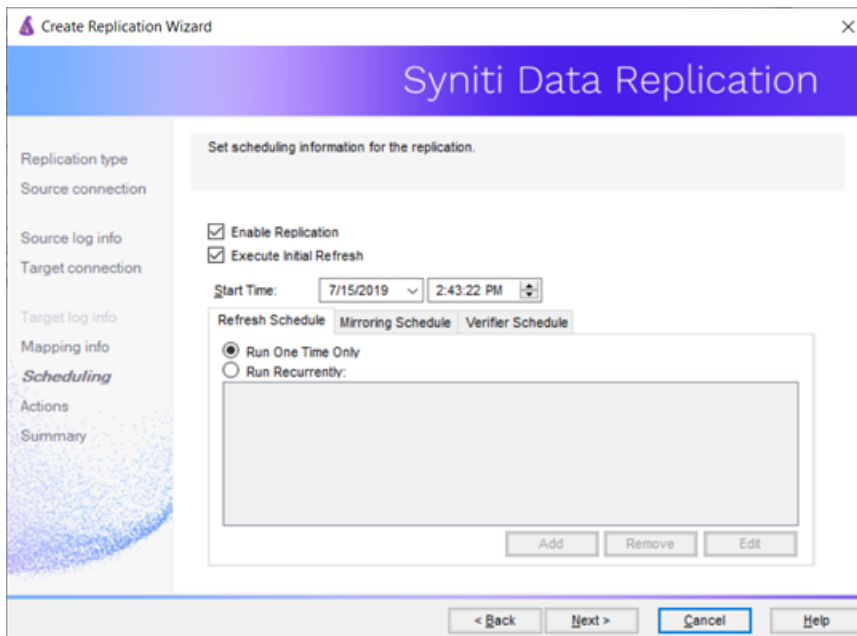 Create Replication Wizard
Syniti Data Replication
Replication type
Source connection
Source log info
Target connection
Target log info
Mapping info
Scheduling
Actions
Summary
Set scheduling information for the replication.
Enable Replication
Execute Initial Refresh
Start Time: 7/15/2019 2:43:22 PM
Refresh Schedule Mirroring Schedule Verifier Schedule
Run One Time Only
Run Recurrently:
Add Remove Edit
< Back Next > Cancel Help